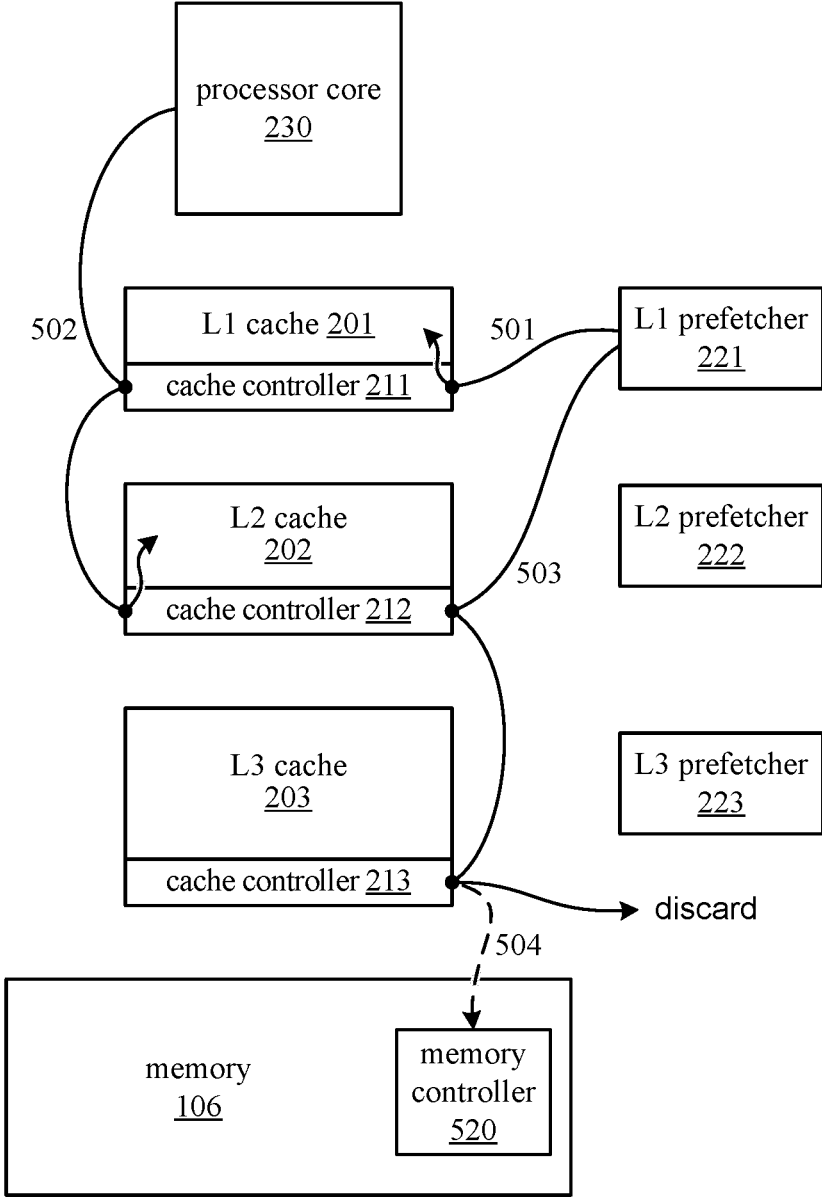 processor core
230
502
L1 cache 201
cache controller 211
501
L1 prefetcher
221
L2 cache
202
cache controller 212
503
L2 prefetcher
222
L3 cache
203
cache controller 213
L3 prefetcher
223
discard
504
memory
106
memory
controller
520